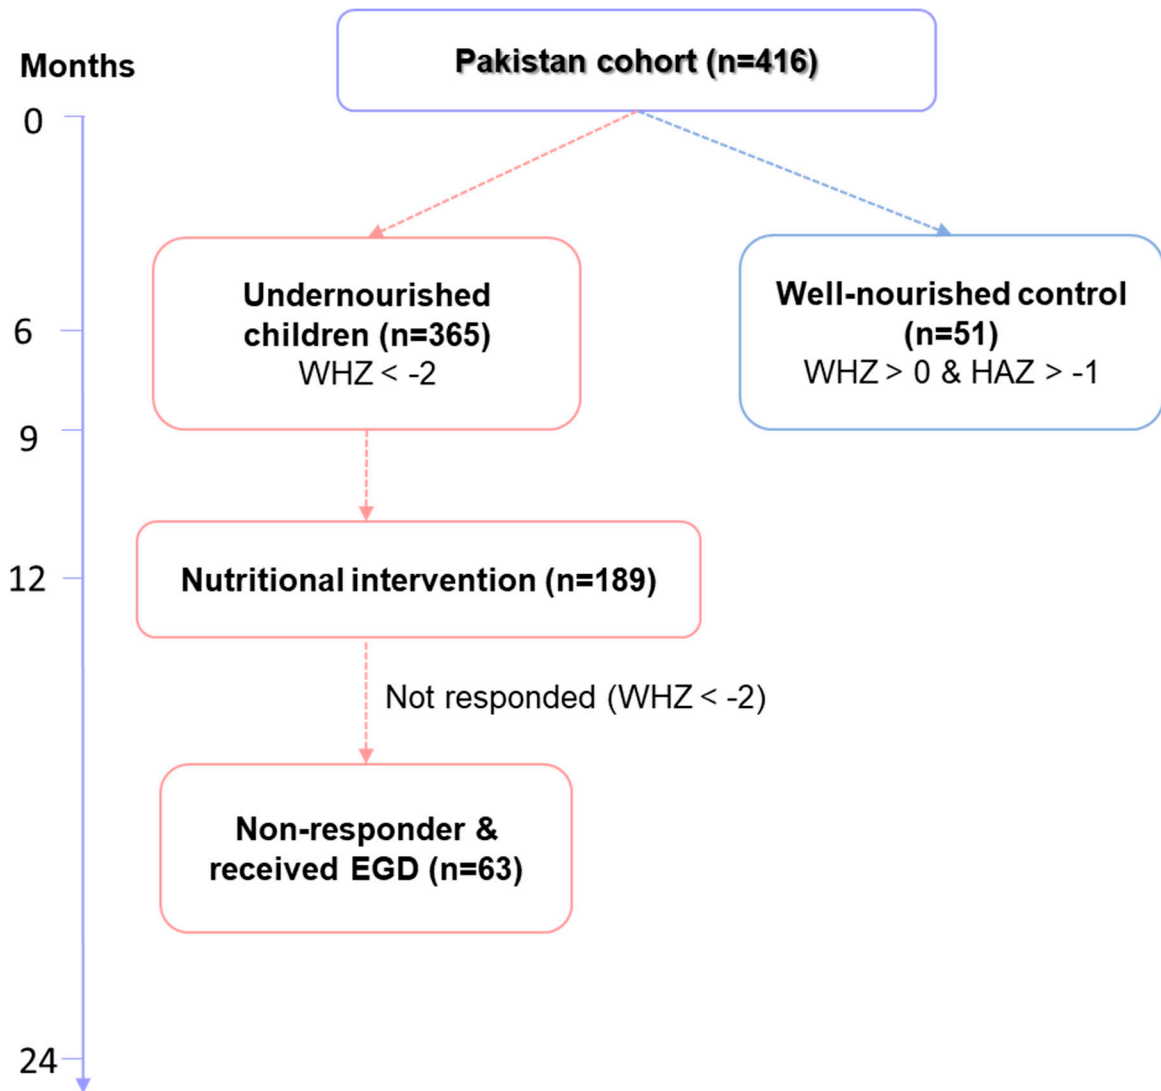 Pakistan cohort (n=416)
Months
0
Undernourished
children (n=365)
WHZ < -2
Well-nourished control
(n=51)
WHZ > 0 & HAZ > -1
6
9
Nutritional intervention (n=189)
12
Not responded (WHZ < -2)
Non-responder &
received EGD (n=63)
24